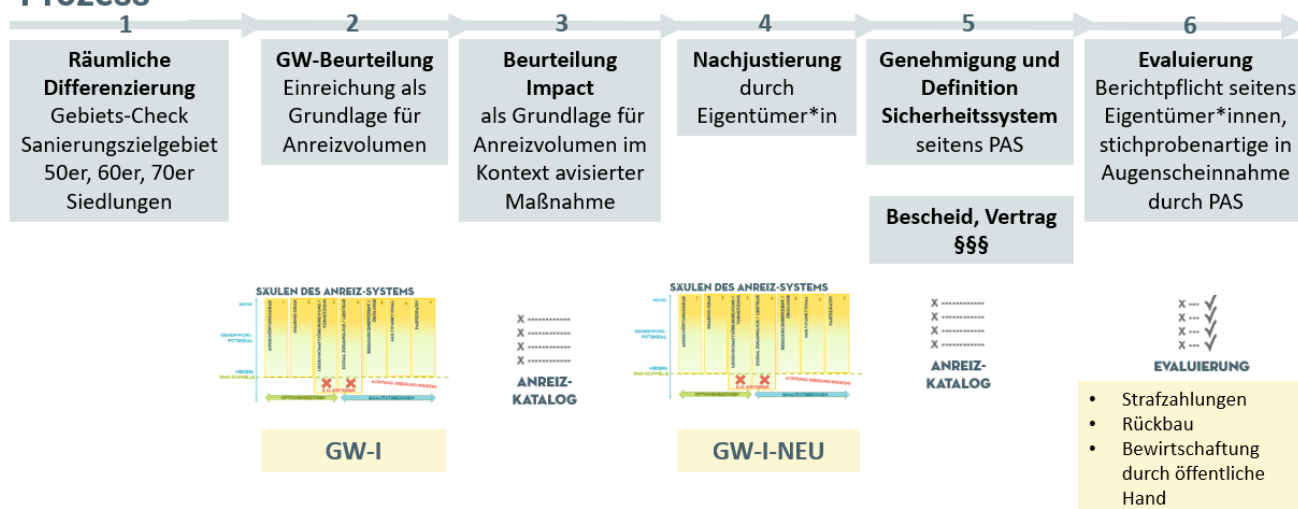 Prozess
1
Räumliche
Differenzierung
Gebiets-Check
Sanierungszielgebiet
50er, 60er, 70er
Siedlungen
2
GW-Beurteilung
Einreichung als
Grundlage für
Anreizvolumen
3
Beurteilung
Impact
als Grundlage für
Anreizvolumen im
Kontext avisierter
Maßnahme
4
Nachjustierung
durch
Eigentümer*in
5
Genehmigung und
Definition
Sicherheitssystem
seitens PAS
Bescheid, Vertrag
§§§
6
Evaluierung
Berichtpflicht seitens
Eigentümer*innen,
stichprobenartige in
Augenscheinnahme
durch PAS
SÄULEN DES ANREIZ-SYSTEMS
GW-I
X ------------
X ------------
X ------------
X ------------
ANREIZ-
KATALOG
SÄULEN DES ANREIZ-SYSTEMS
GW-I-NEU
X ------------
X ------------
X ------------
X ------------
ANREIZ-
KATALOG
X ---
X ---
X ---
X ---
EVALUIERUNG
• Strafzahlungen
• Rückbau
• Bewirtschaftung
durch öffentliche
Hand